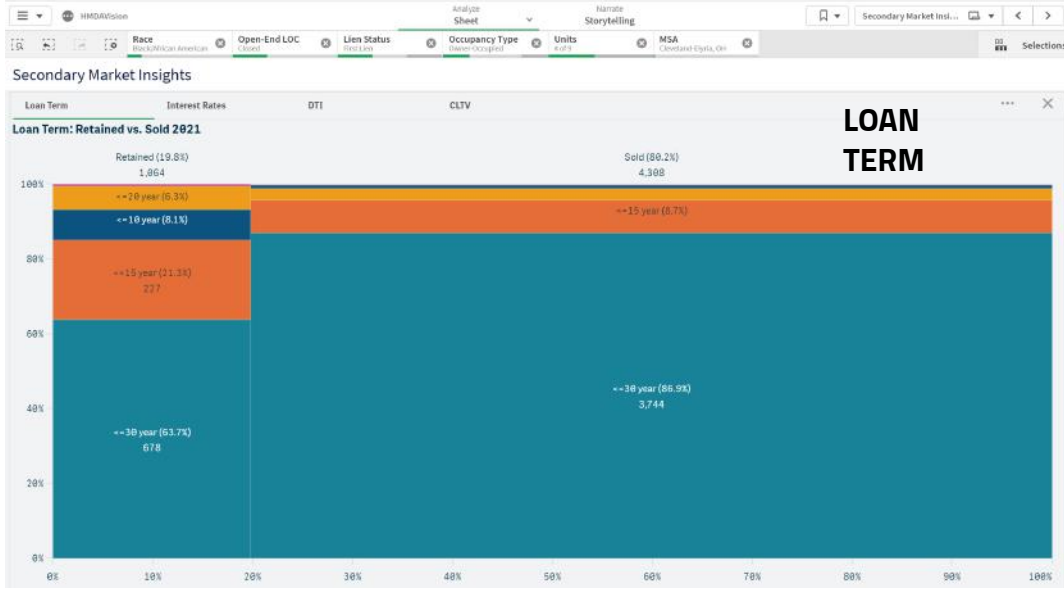 HMDAVision
Analyze
Sheet
Narrate
Storytelling
Secondary Market Insi...
Race
Black/African American
Open-End LOC
Closed
Lien Status
First Lien
Occupancy Type
Owner-Occupied
Units
4 of 9
MSA
Cleveland-Elyria, OH
Selections
Secondary Market Insights
Loan Term
Interest Rates
DTI
CLTV
LOAN
TERM
Loan Term: Retained vs. Sold 2021
Retained (19.8%)
1,064
Sold (80.2%)
4,308
100%
80%
60%
40%
20%
0%
<=20 year (6.3%)
<=10 year (8.1%)
<=15 year (21.3%)
227
<=30 year (63.7%)
678
<=15 year (8.7%)
<=30 year (86.9%)
3,744
0%
10%
20%
30%
40%
50%
60%
70%
80%
90%
100%